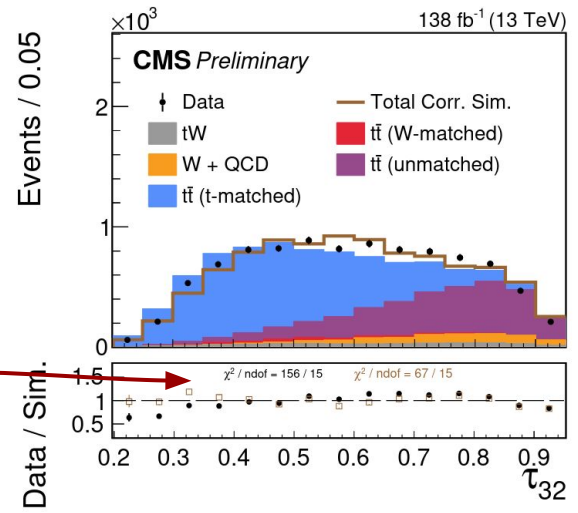 ×10³ 138 fb⁻¹ (13 TeV)
CMS Preliminary
Data Total Corr. Sim.
tW tt̄ (W-matched)
W + QCD tt̄ (unmatched)
tt̄ (t-matched)
Events / 0.05
2
1
0
χ² / ndof = 156 / 15 χ² / ndof = 67 / 15
Data / Sim.
1.5
1
0.5
0.2 0.3 0.4 0.5 0.6 0.7 0.8 0.9
τ₃₂